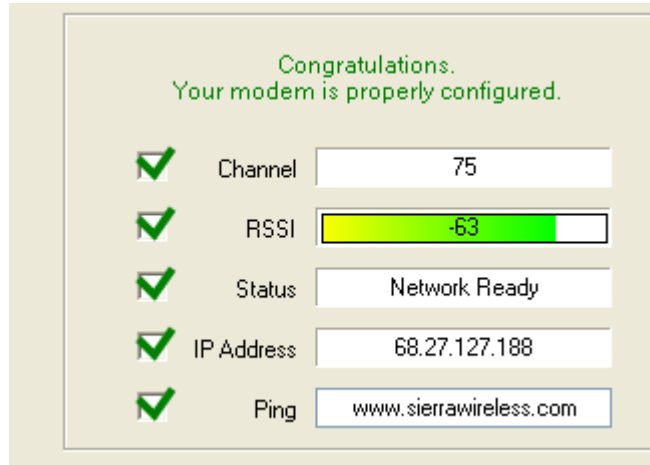 Congratulations.
Your modem is properly configured.
Channel 75
RSSI -63
Status Network Ready
IP Address 68.27.127.188
Ping www.sierrawireless.com